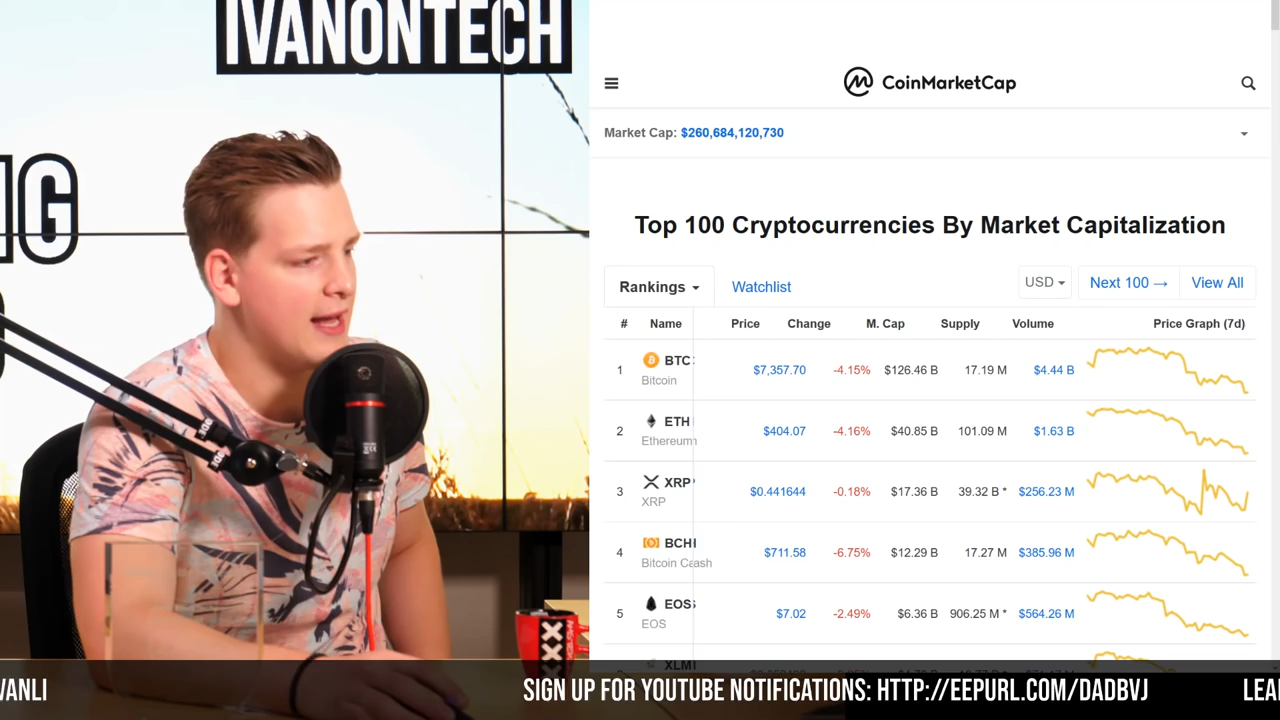 IVANONTECH
NG
CoinMarketCap
Market Cap: $260,684,120,730
Top 100 Cryptocurrencies By Market Capitalization
Rankings Watchlist USD Next 100 → View All
# Name Price Change M. Cap Supply Volume Price Graph (7d)
1 BTC Bitcoin $7,357.70 -4.15% $126.46 B 17.19 M $4.44 B
2 ETH Ethereum $404.07 -4.16% $40.85 B 101.09 M $1.63 B
3 XRP XRP $0.441644 -0.18% $17.36 B 39.32 B * $256.23 M
4 BCH Bitcoin Cash $711.58 -6.75% $12.29 B 17.27 M $385.96 M
5 EOS EOS $7.02 -2.49% $6.36 B 906.25 M * $564.26 M
XLM
XXX
VANLI SIGN UP FOR YOUTUBE NOTIFICATIONS: HTTP://EEPURL.COM/DADBVJ LEA